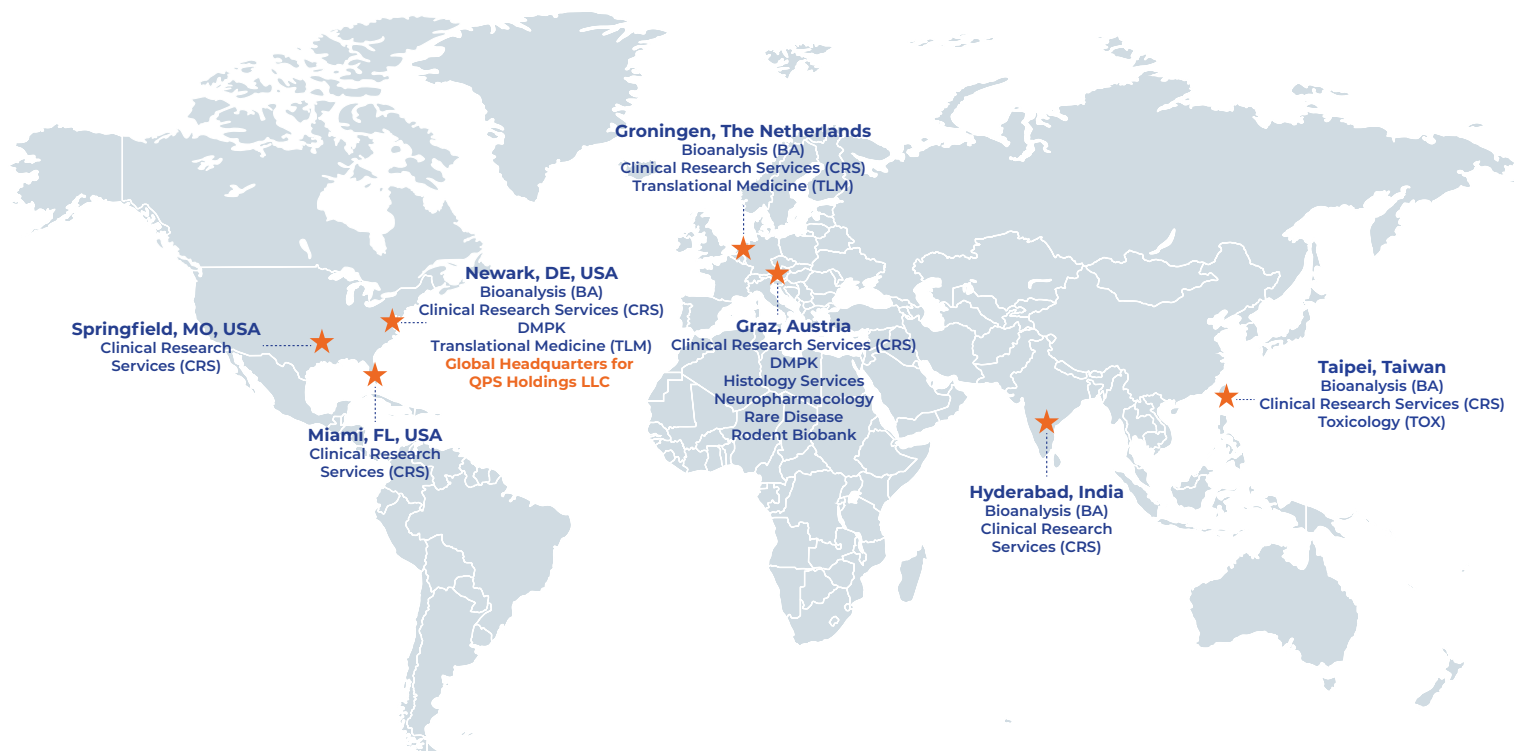 Groningen, The Netherlands
Bioanalysis (BA)
Clinical Research Services (CRS)
Translational Medicine (TLM)
Newark, DE, USA
Bioanalysis (BA)
Clinical Research Services (CRS)
DMPK
Translational Medicine (TLM)
Global Headquarters for
QPS Holdings LLC
Springfield, MO, USA
Clinical Research
Services (CRS)
Miami, FL, USA
Clinical Research
Services (CRS)
Graz, Austria
Clinical Research Services (CRS)
DMPK
Histology Services
Neuropharmacology
Rare Disease
Rodent Biobank
Taipei, Taiwan
Bioanalysis (BA)
Clinical Research Services (CRS)
Toxicology (TOX)
Hyderabad, India
Bioanalysis (BA)
Clinical Research
Services (CRS)